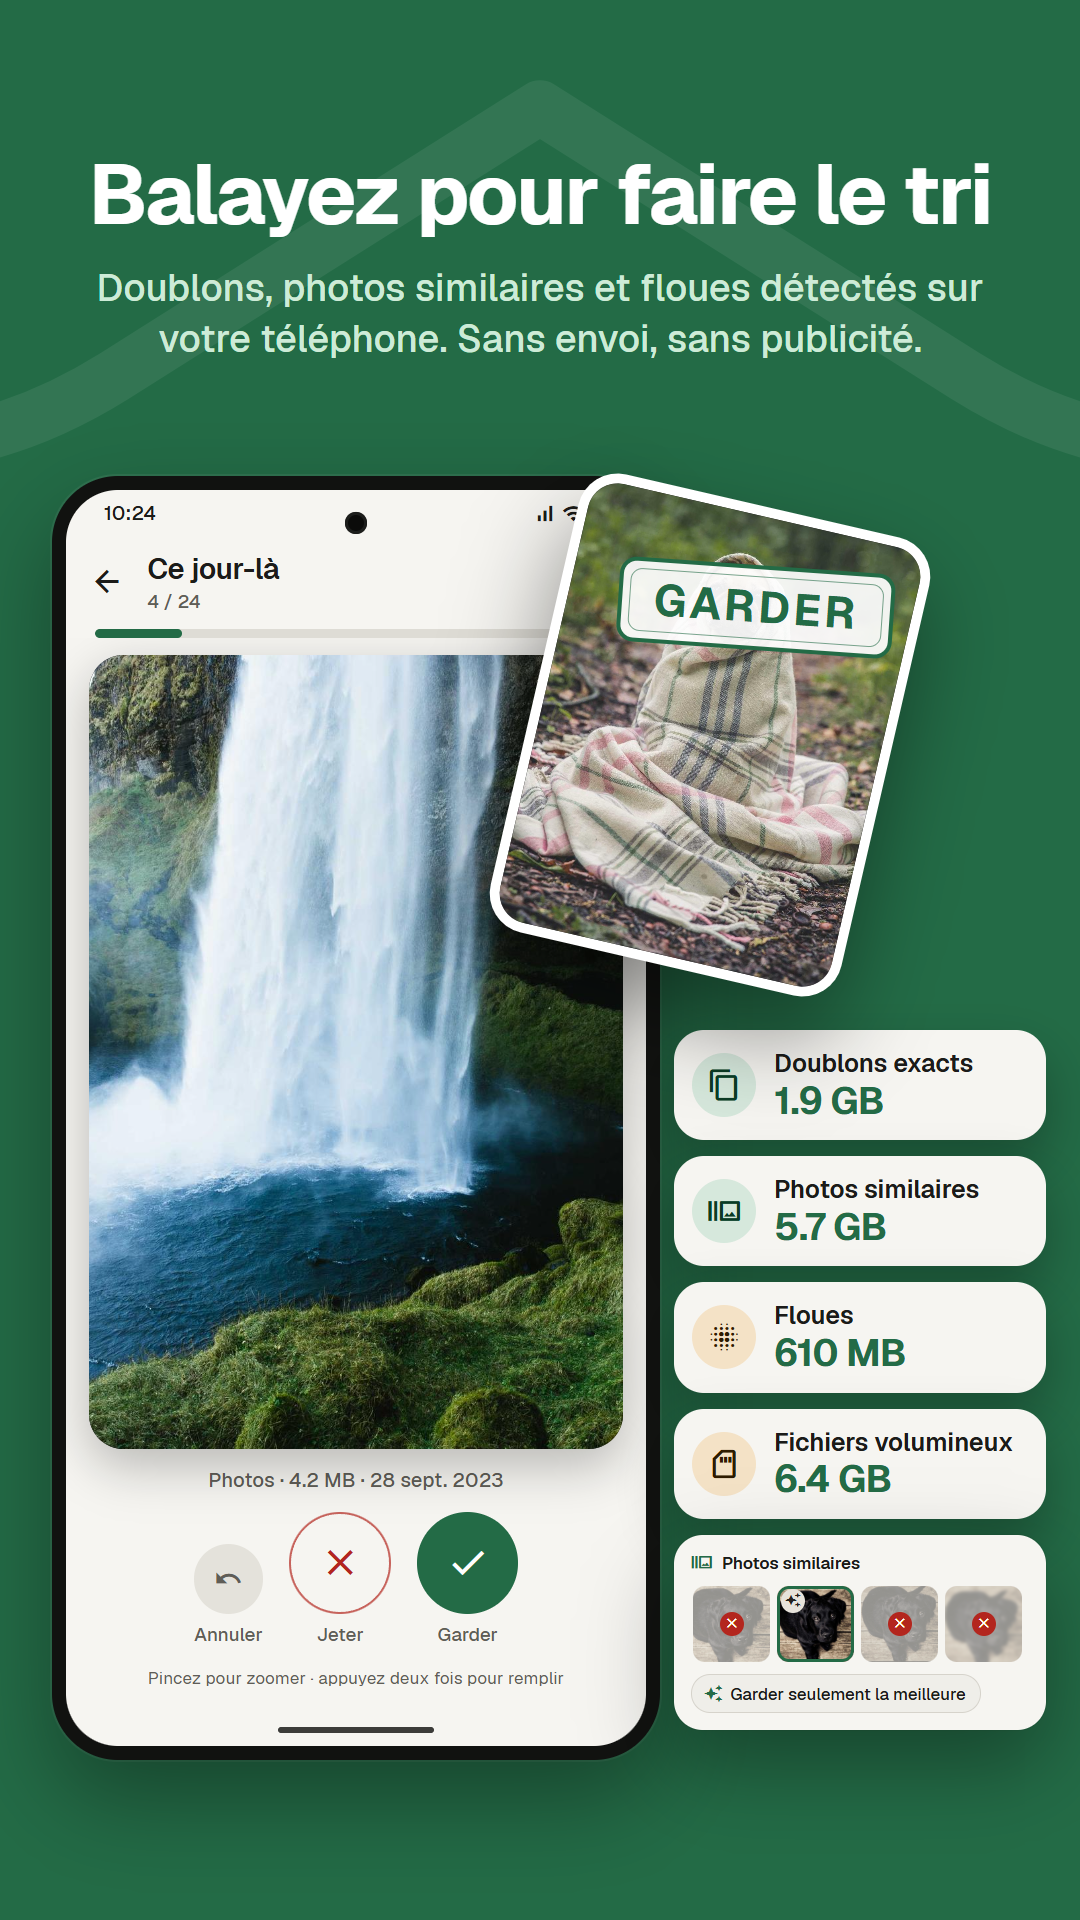 Balayez pour faire le tri
Doublons, photos similaires et floues détectés sur
votre téléphone. Sans envoi, sans publicité.
10:24
Ce jour-là
4 / 24
GARDER
Photos · 4.2 MB · 28 sept. 2023
Annuler
Jeter
Garder
Pincez pour zoomer · appuyez deux fois pour remplir
Doublons exacts
1.9 GB
Photos similaires
5.7 GB
Floues
610 MB
Fichiers volumineux
6.4 GB
Photos similaires
Garder seulement la meilleure